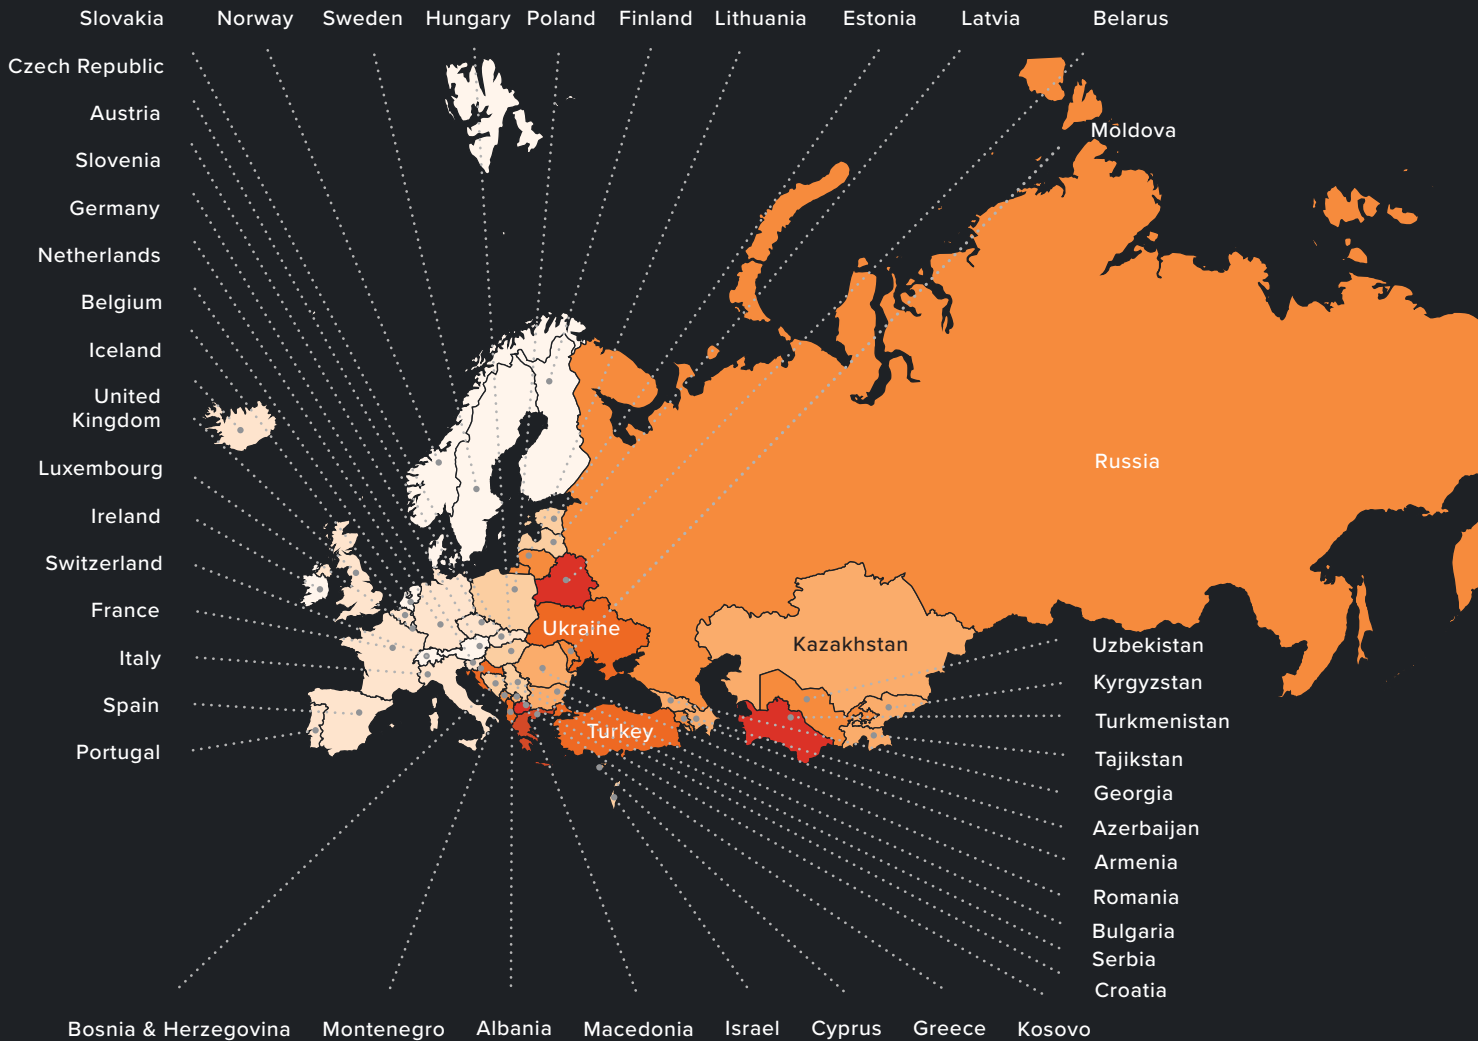 Slovakia
Norway
Sweden
Hungary
Poland
Finland
Lithuania
Estonia
Latvia
Belarus
Czech Republic
Austria
Moldova
Slovenia
Germany
Netherlands
Belgium
Iceland
United
Kingdom
Russia
Luxembourg
Ireland
Switzerland
France
Ukraine
Kazakhstan
Uzbekistan
Italy
Kyrgyzstan
Spain
Turkmenistan
Turkey
Portugal
Tajikstan
Georgia
Azerbaijan
Armenia
Romania
Bulgaria
Serbia
Croatia
Bosnia & Herzegovina
Montenegro
Albania
Macedonia
Israel
Cyprus
Greece
Kosovo